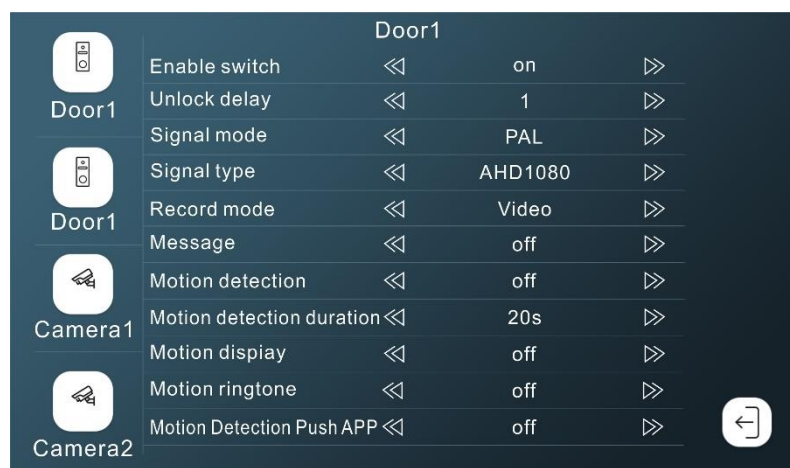 Door1
Door1
Door1
Camera1
Camera2
Enable switch on
Unlock delay 1
Signal mode PAL
Signal type AHD1080
Record mode Video
Message off
Motion detection off
Motion detection duration 20s
Motion display off
Motion ringtone off
Motion Detection Push APP off